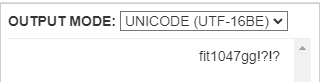 OUTPUT MODE: UNICODE (UTF-16BE)
fit1047gg!?!?